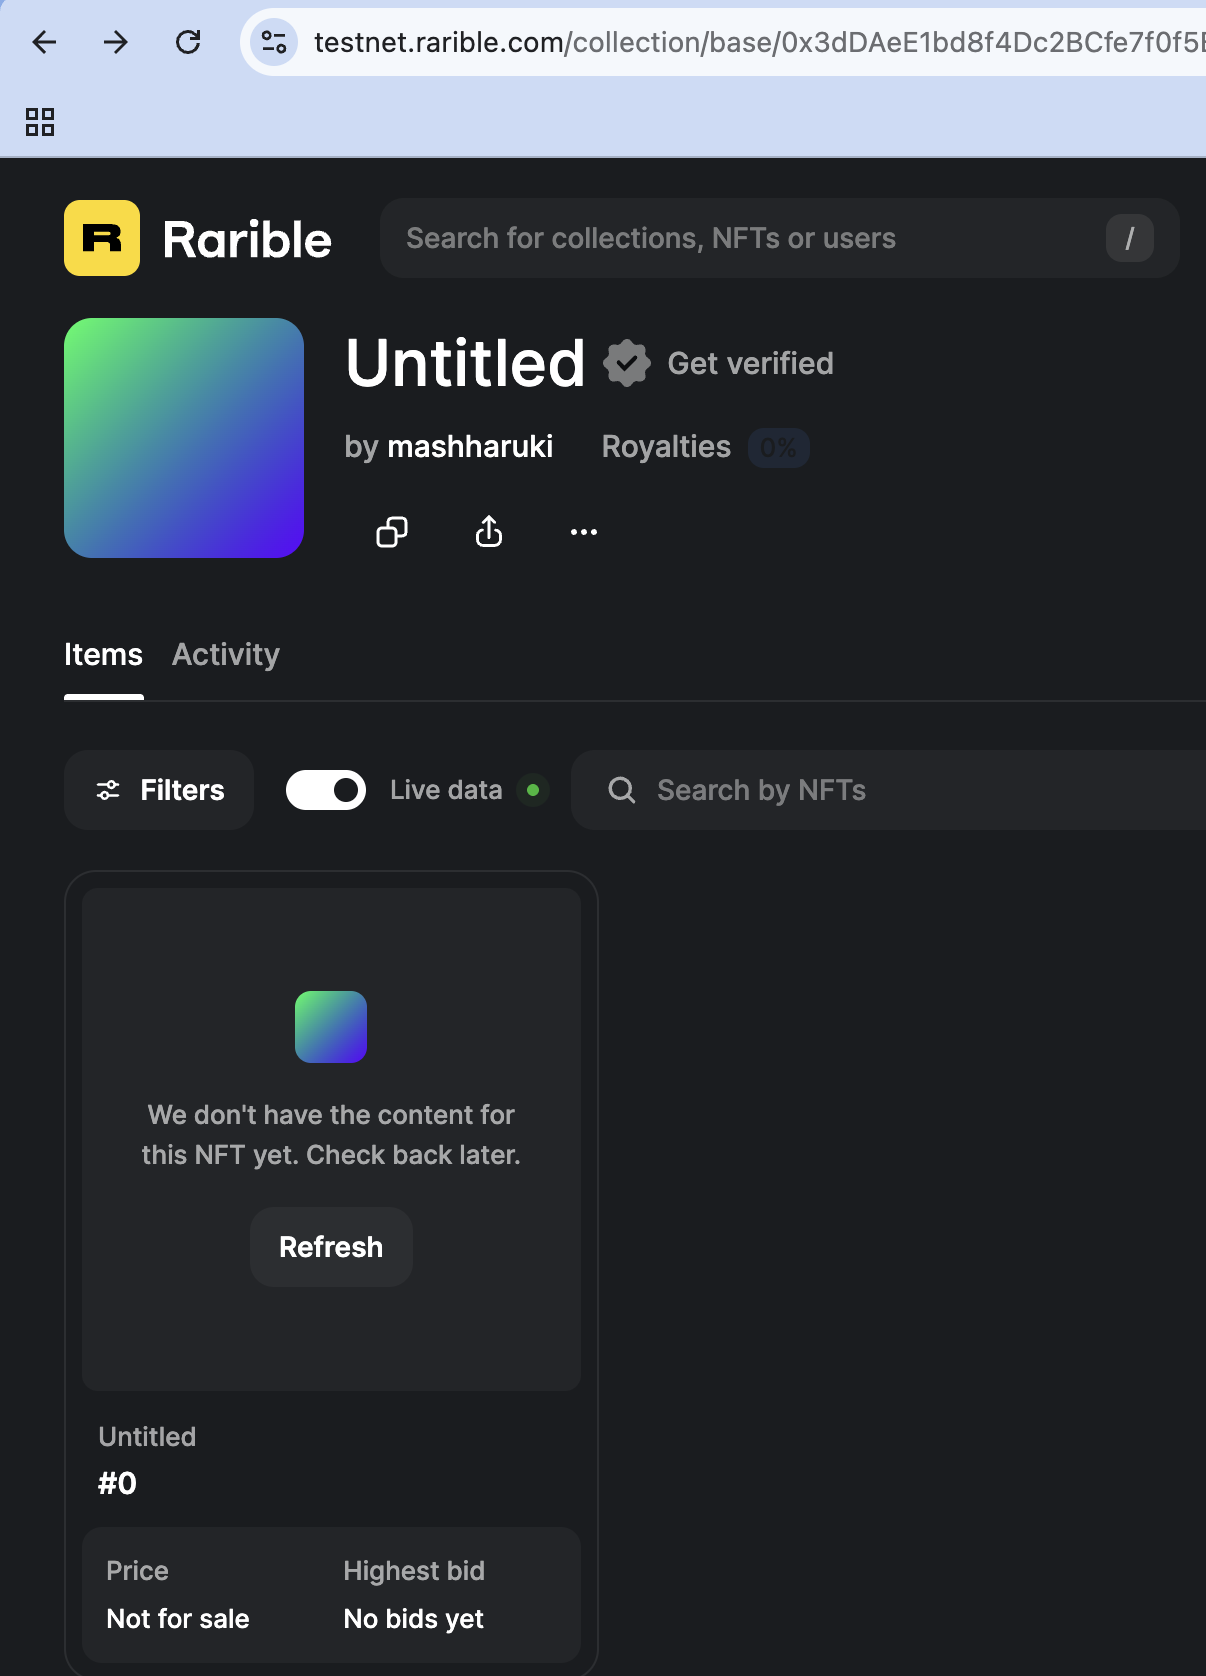 testnet.rarible.com/collection/base/0x3dDAeE1bd8f4Dc2BCfe7f0f5E
R Rarible
Search for collections, NFTs or users /
Untitled Get verified
by mashharuki Royalties 0%
Items Activity
Filters Live data Search by NFTs
We don't have the content for
this NFT yet. Check back later.
Refresh
Untitled
#0
Price Highest bid
Not for sale No bids yet